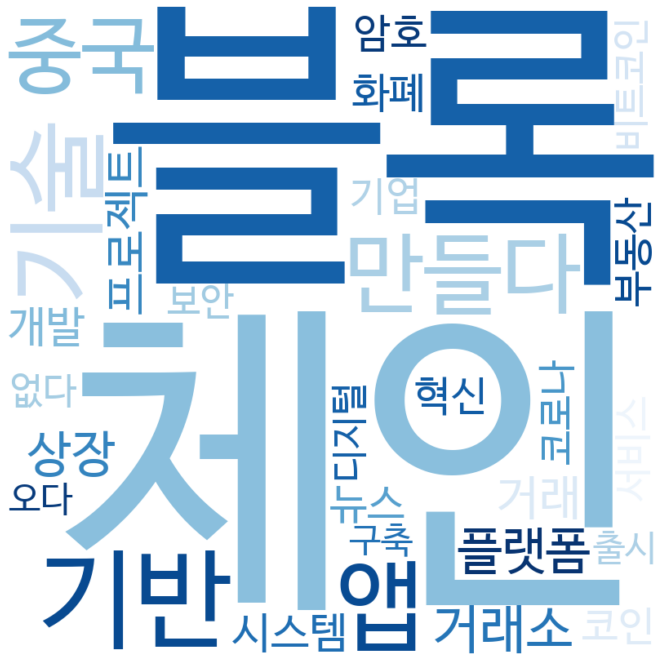 중국
블록
암호
화폐
비트코인
기술
프로젝트
기업
만들다
부동산
보안
개발
체인
혁신
코로나
없다
디지털
서비스
상장
오다
뉴스
거래
구축
플랫폼
출시
기반
앱
시스템
거래소
코인